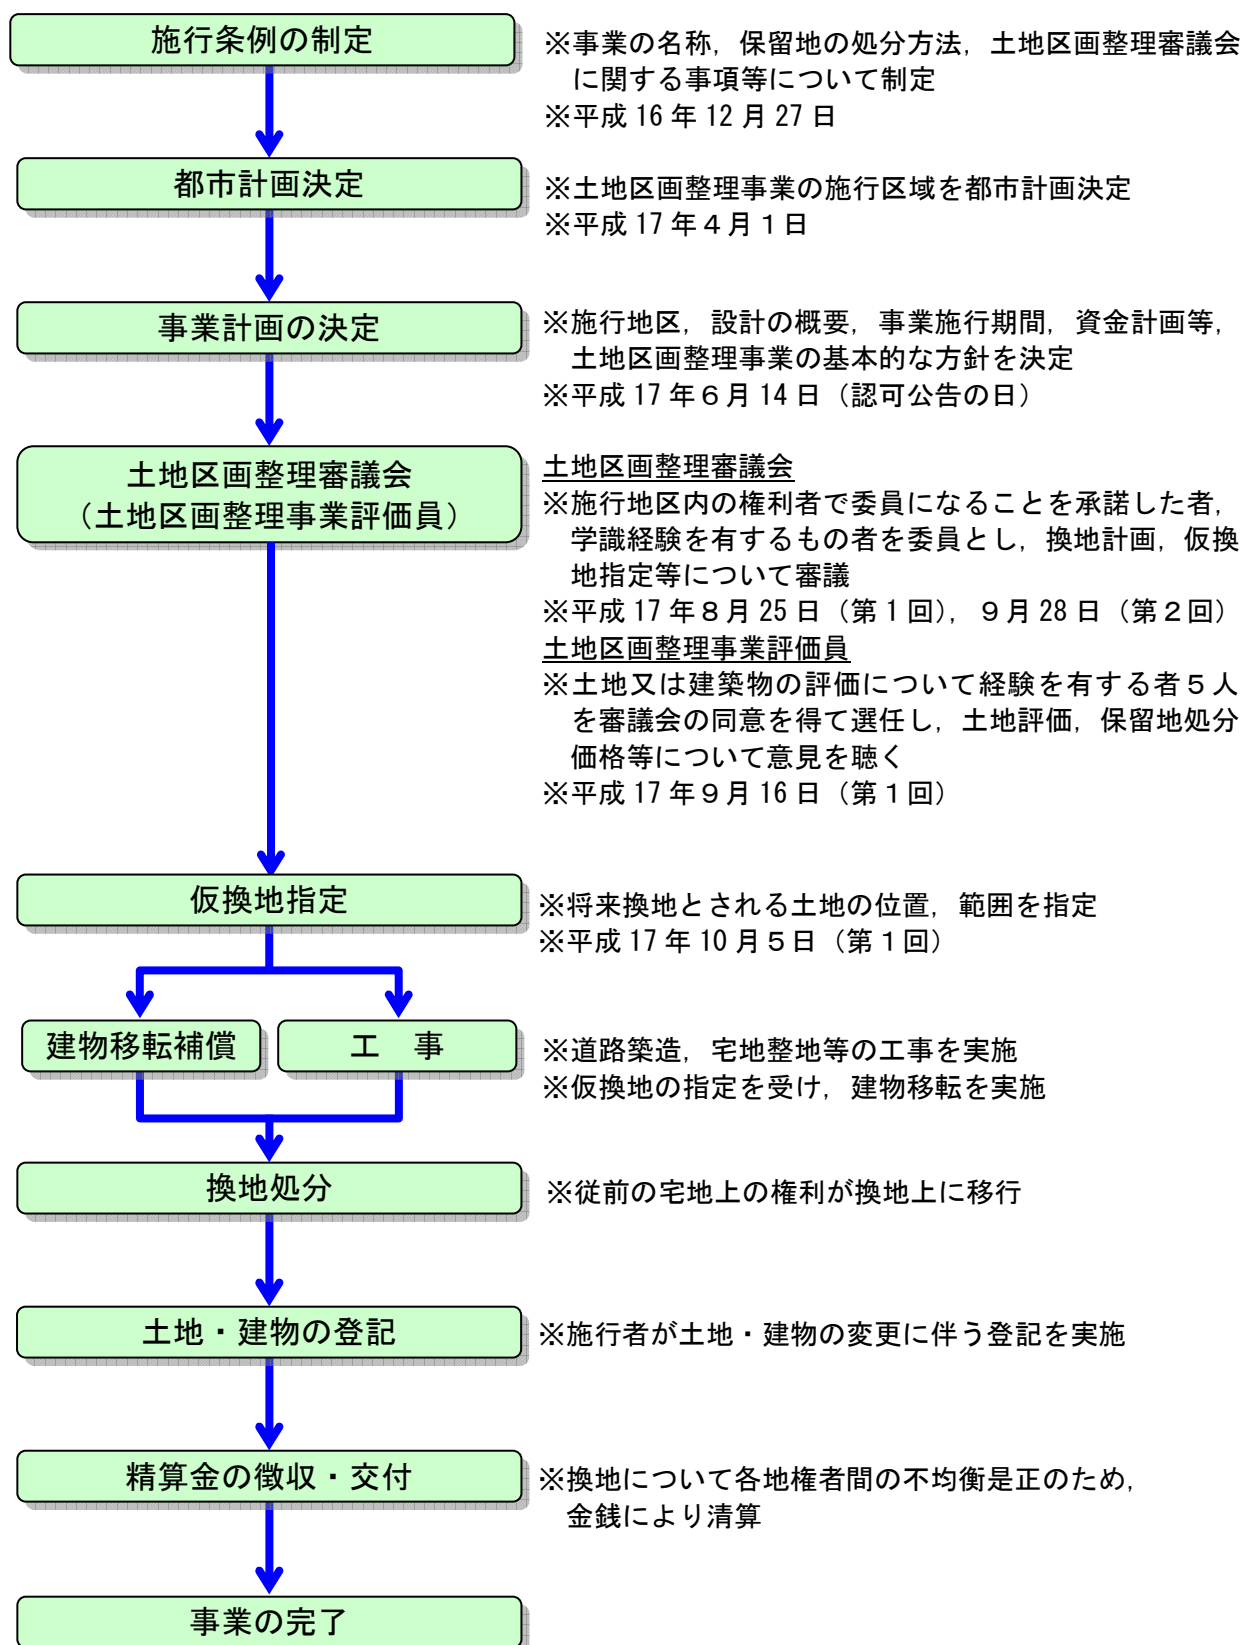 施行条例の制定
※事業の名称，保留地の処分方法，土地区画整理審議会
に関する事項等について制定
※平成 16 年 12 月 27 日
都市計画決定
※土地区画整理事業の施行区域を都市計画決定
※平成 17 年４月１日
事業計画の決定
※施行地区，設計の概要，事業施行期間，資金計画等，
土地区画整理事業の基本的な方針を決定
※平成 17 年６月 14 日（認可公告の日）
土地区画整理審議会
（土地区画整理事業評価員）
土地区画整理審議会
※施行地区内の権利者で委員になることを承諾した者，
学識経験を有するもの者を委員とし，換地計画，仮換
地指定等について審議
※平成 17 年８月 25 日（第１回），９月 28 日（第２回）
土地区画整理事業評価員
※土地又は建築物の評価について経験を有する者５人
を審議会の同意を得て選任し，土地評価，保留地処分
価格等について意見を聴く
※平成 17 年９月 16 日（第１回）
仮換地指定
※将来換地とされる土地の位置，範囲を指定
※平成 17 年 10 月５日（第１回）
建物移転補償
工　事
※道路築造，宅地整地等の工事を実施
※仮換地の指定を受け，建物移転を実施
換地処分
※従前の宅地上の権利が換地上に移行
土地・建物の登記
※施行者が土地・建物の変更に伴う登記を実施
精算金の徴収・交付
※換地について各地権者間の不均衡是正のため，
金銭により清算
事業の完了